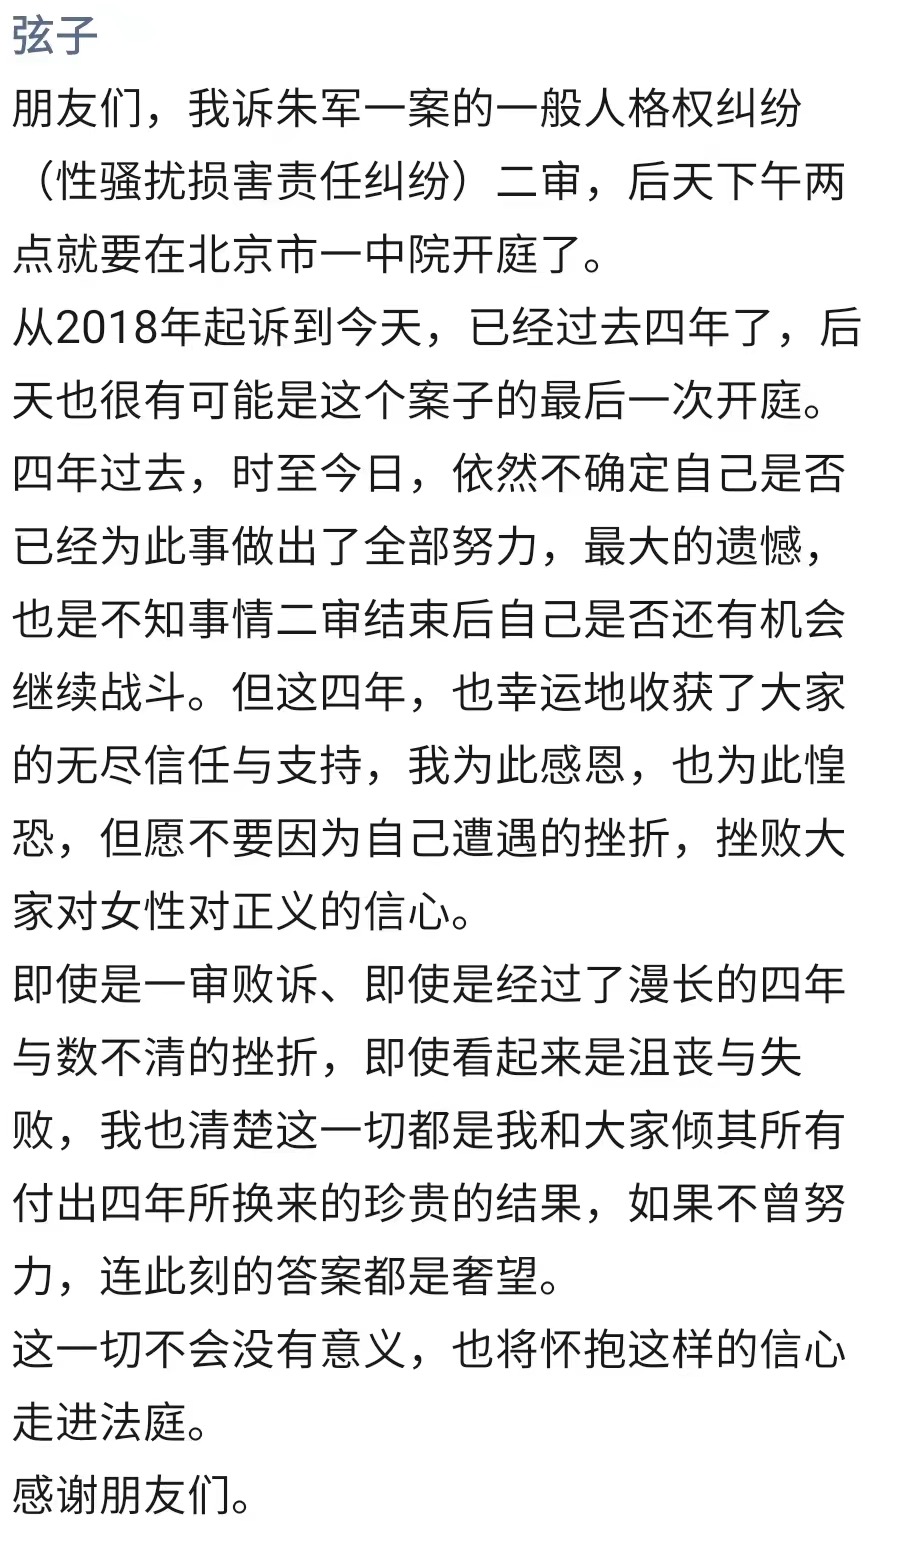 弦子
朋友们，我诉朱军一案的一般人格权纠纷
（性骚扰损害责任纠纷）二审，后天下午两
点就要在北京市一中院开庭了。
从2018年起诉到今天，已经过去四年了，后
天也很有可能是这个案子的最后一次开庭。
四年过去，时至今日，依然不确定自己是否
已经为此事做出了全部努力，最大的遗憾，
也是不知事情二审结束后自己是否还有机会
继续战斗。但这四年，也幸运地收获了大家
的无尽信任与支持，我为此感恩，也为此惶
恐，但愿不要因为自己遭遇的挫折，挫败大
家对女性对正义的信心。
即使是一审败诉、即使是经过了漫长的四年
与数不清的挫折，即使看起来是沮丧与失
败，我也清楚这一切都是我和大家倾其所有
付出四年所换来的珍贵的结果，如果不曾努
力，连此刻的答案都是奢望。
这一切不会没有意义，也将怀抱这样的信心
走进法庭。
感谢朋友们。